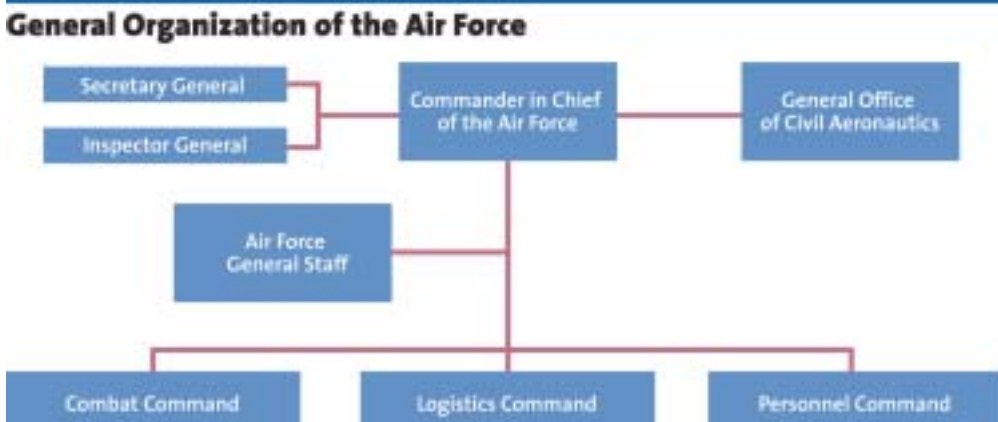 General Organization of the Air Force
Secretary General
Inspector General
Commander in Chief
of the Air Force
General Office
of Civil Aeronautics
Air Force
General Staff
Combat Command
Logistics Command
Personnel Command